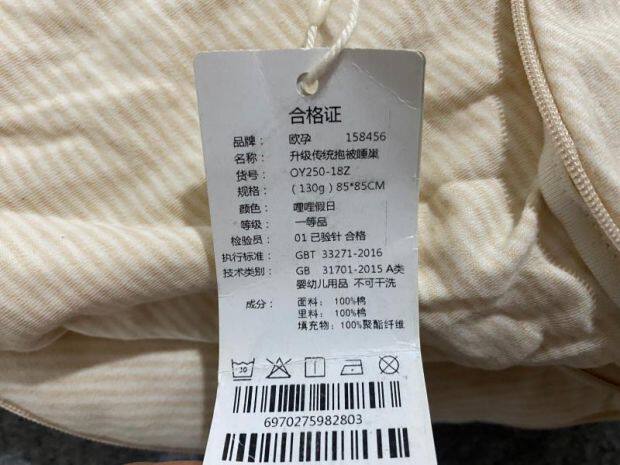 合格证
品牌： 欧孕 158456
名称： 升级传统抱被睡巢
货号： OY250-18Z
规格： （130g）85*85CM
颜色： 哩哩假日
等级： 一等品
检验员： 01 已验针 合格
执行标准： GBT 33271-2016
技术类别： GB 31701-2015 A类
婴幼儿用品 不可干洗
成分： 面料：100%棉
里料：100%棉
填充物：100%聚酯纤维
30
6970275982803